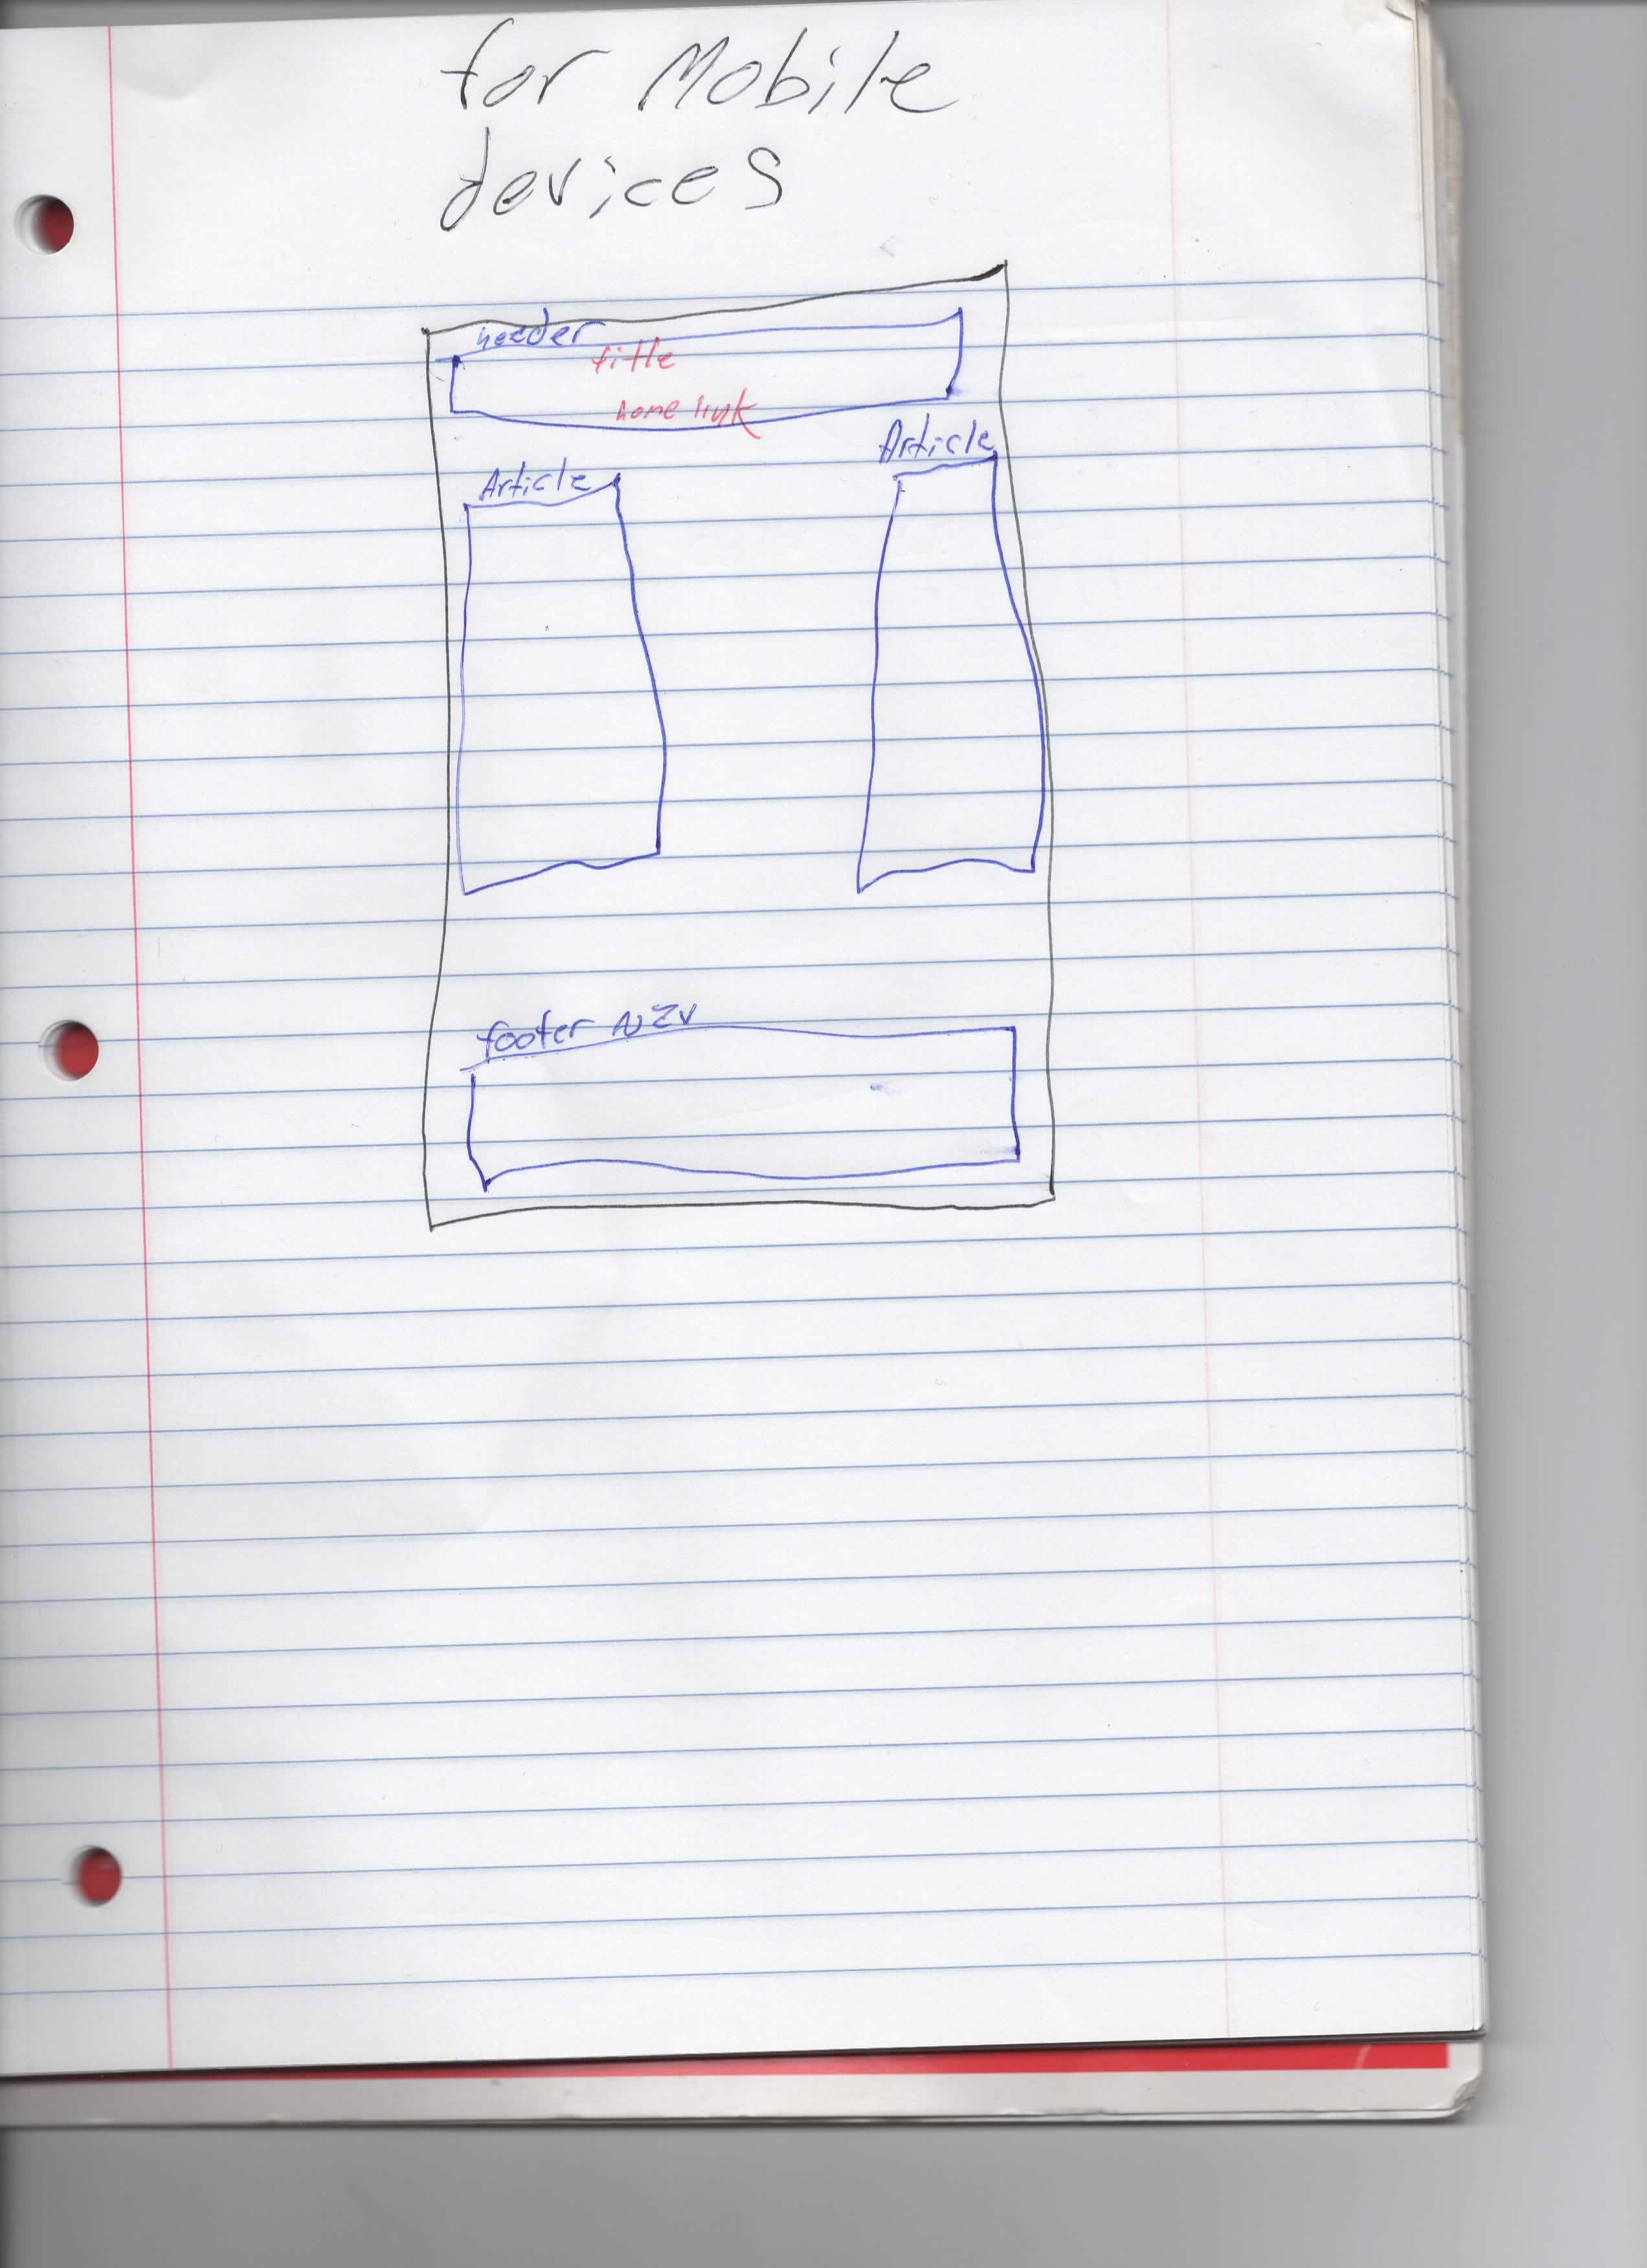 for Mobile
devices
header
title
home link
Article
Article
footer Nav